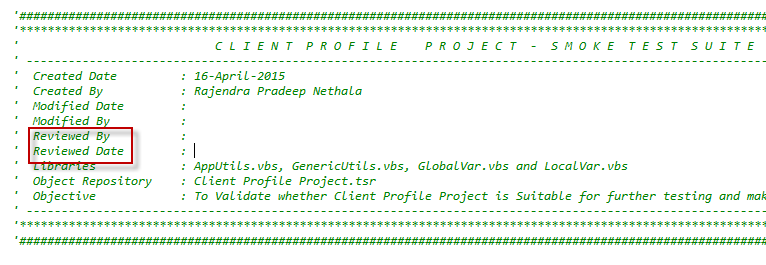 '##############################################################################################################
'**************************************************************************************************************
' C L I E N T P R O F I L E P R O J E C T - S M O K E T E S T S U I T E
' --------------------------------------------------------------------------------------------------------------
' Created Date : 16-April-2015
' Created By : Rajendra Pradeep Nethala
' Modified Date :
' Modified By :
' Reviewed By :
' Reviewed Date :
' Libraries : AppUtils.vbs, GenericUtils.vbs, GlobalVar.vbs and LocalVar.vbs
' Object Repository : Client Profile Project.tsr
' Objective : To Validate whether Client Profile Project is Suitable for further testing and mak
' --------------------------------------------------------------------------------------------------------------
'**************************************************************************************************************
'##############################################################################################################